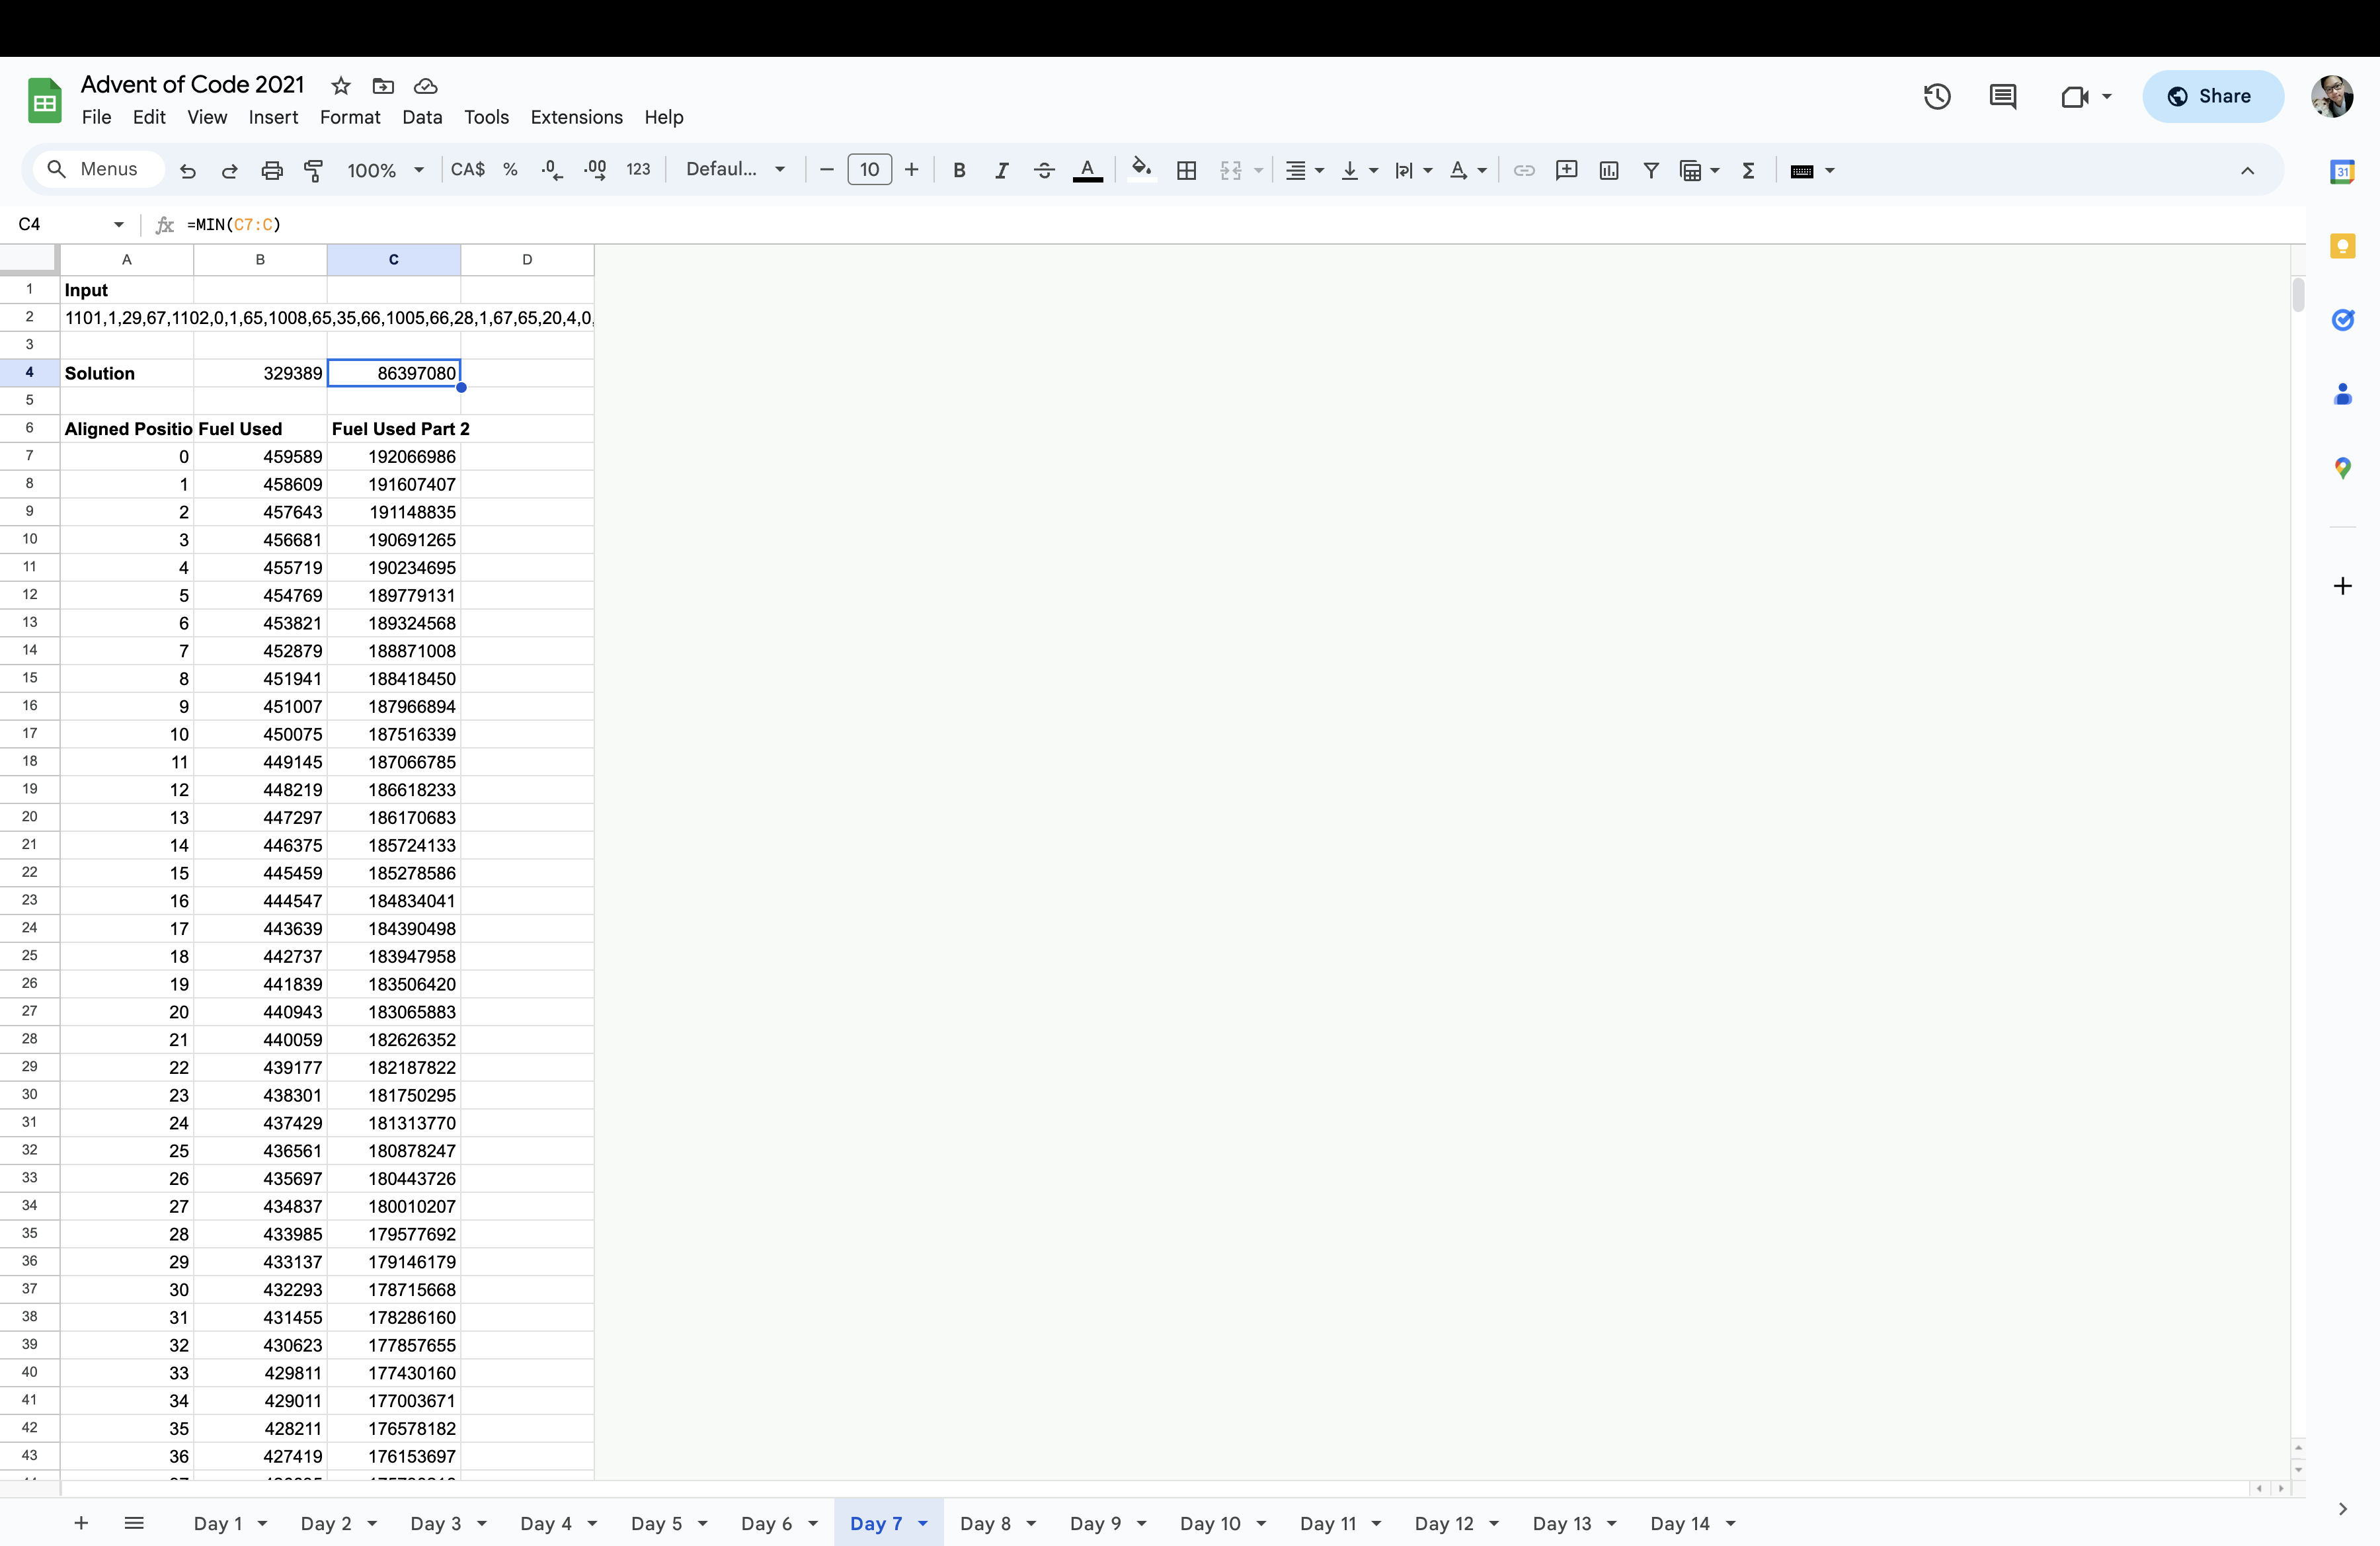 Advent of Code 2021
File Edit View Insert Format Data Tools Extensions Help
Share
Menus 100% CA$ % .0 .00 123 Defaul... 10 B I A Σ
31
C4 fx =MIN(C7:C)
A B C D
1 Input
2 1101,1,29,67,1102,0,1,65,1008,65,35,66,1005,66,28,1,67,65,20,4,0,
3
4 Solution 329389 86397080
5
6 Aligned Positio Fuel Used Fuel Used Part 2
7 0 459589 192066986
8 1 458609 191607407
9 2 457643 191148835
10 3 456681 190691265
11 4 455719 190234695
12 5 454769 189779131
13 6 453821 189324568
14 7 452879 188871008
15 8 451941 188418450
16 9 451007 187966894
17 10 450075 187516339
18 11 449145 187066785
19 12 448219 186618233
20 13 447297 186170683
21 14 446375 185724133
22 15 445459 185278586
23 16 444547 184834041
24 17 443639 184390498
25 18 442737 183947958
26 19 441839 183506420
27 20 440943 183065883
28 21 440059 182626352
29 22 439177 182187822
30 23 438301 181750295
31 24 437429 181313770
32 25 436561 180878247
33 26 435697 180443726
34 27 434837 180010207
35 28 433985 179577692
36 29 433137 179146179
37 30 432293 178715668
38 31 431455 178286160
39 32 430623 177857655
40 33 429811 177430160
41 34 429011 177003671
42 35 428211 176578182
43 36 427419 176153697
Day 1 Day 2 Day 3 Day 4 Day 5 Day 6 Day 7 Day 8 Day 9 Day 10 Day 11 Day 12 Day 13 Day 14